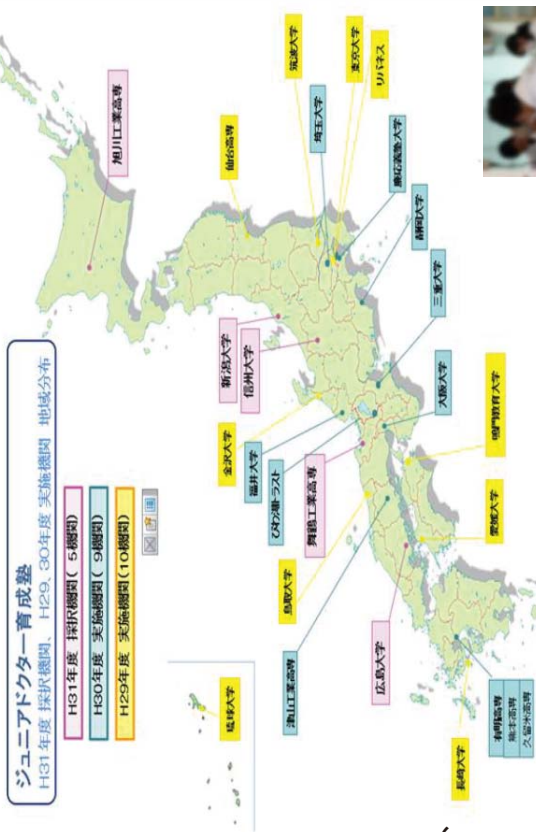 ジュニアドクター育成塾
H31年度 採択機関、 H29、30年度 実施機関 地域分布
H31年度 採択機関( 5機関)
H30年度 実施機関( 9機関)
H29年度 実施機関(10機関)
旭川工業高専
仙台高専
筑波大学
東京大学
リバネス
埼玉大学
慶応義塾大学
静岡大学
三重大学
新潟大学
信州大学
金沢大学
福井大学
びわ湖トラスト
舞鶴工業高専
大阪大学
鳴門教育大学
愛媛大学
鳥取大学
津山工業高専
広島大学
有明高専
熊本高専
久留米高専
長崎大学
琉球大学